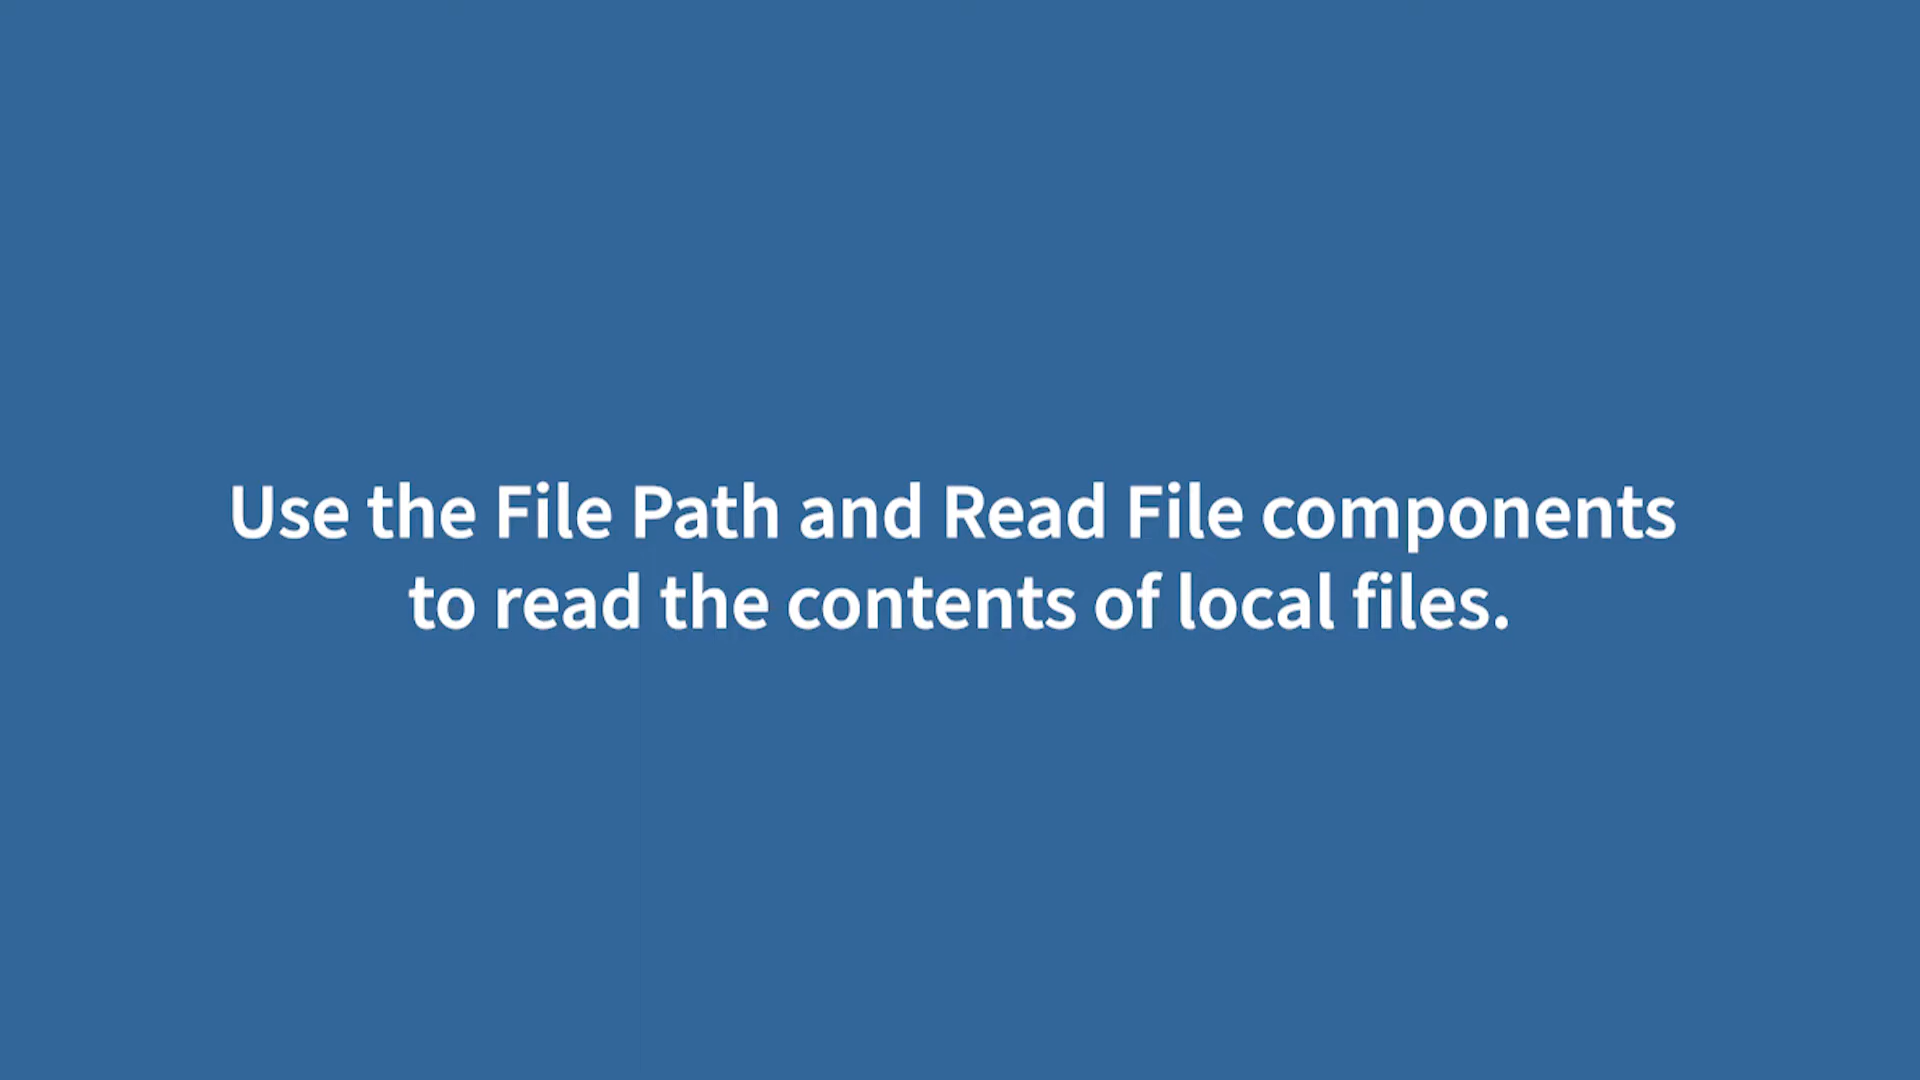 Use the File Path and Read File components
to read the contents of local files.